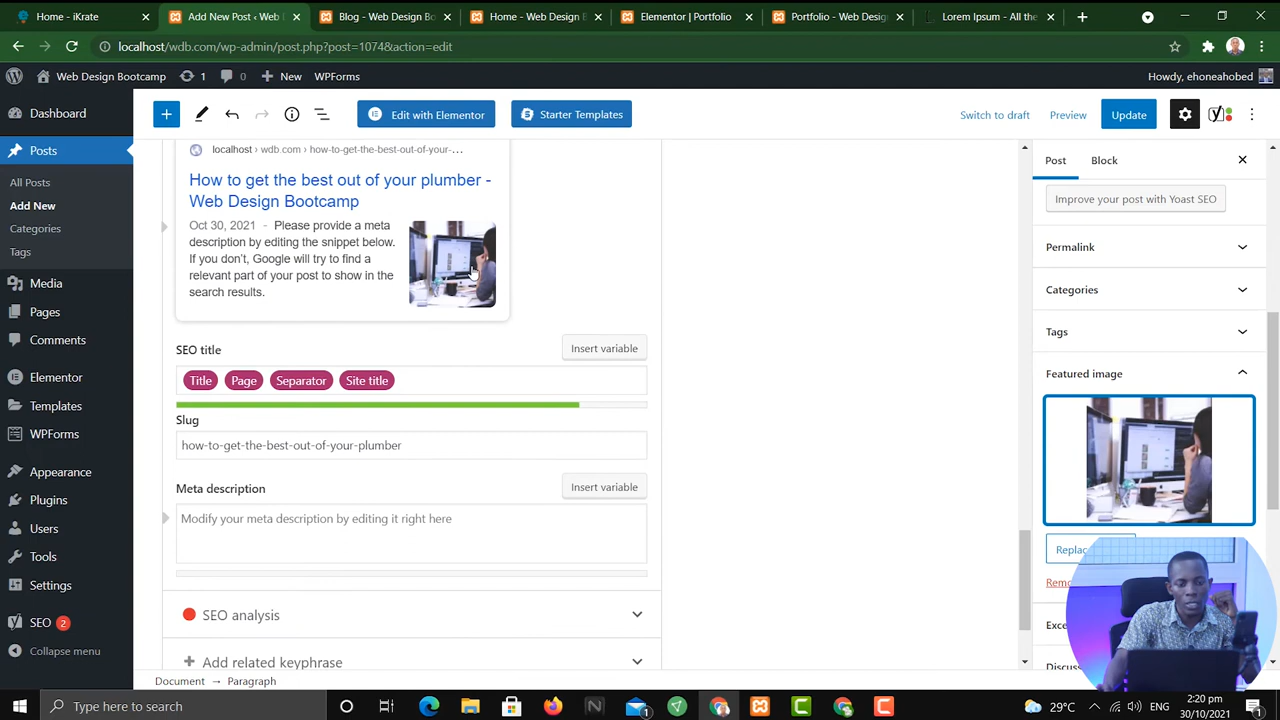 Home - iKrate
Add New Post ‹ Web D
Blog - Web Design Bo
Home - Web Design B
Elementor | Portfolio
Portfolio - Web Desig
Lorem Ipsum - All the
localhost/wdb.com/wp-admin/post.php?post=1074&action=edit
Web Design Bootcamp
1
0
New
WPForms
Howdy, ehoneahobed
Dashboard
Posts
All Posts
Add New
Categories
Tags
Media
Pages
Comments
Elementor
Templates
WPForms
Appearance
Plugins
Users
Tools
Settings
SEO 2
Collapse menu
Edit with Elementor
Starter Templates
Switch to draft
Preview
Update
localhost › wdb.com › how-to-get-the-best-out-of-your-...
How to get the best out of your plumber -
Web Design Bootcamp
Oct 30, 2021 - Please provide a meta
description by editing the snippet below.
If you don't, Google will try to find a
relevant part of your post to show in the
search results.
SEO title
Insert variable
Title
Page
Separator
Site title
Slug
how-to-get-the-best-out-of-your-plumber
Meta description
Insert variable
Modify your meta description by editing it right here
SEO analysis
Add related keyphrase
Document → Paragraph
Post
Block
Improve your post with Yoast SEO
Permalink
Categories
Tags
Featured image
Replac
Remo
Exce
Discus
Type here to search
1
29°C
ENG
2:20 pm
30/10/2021
1